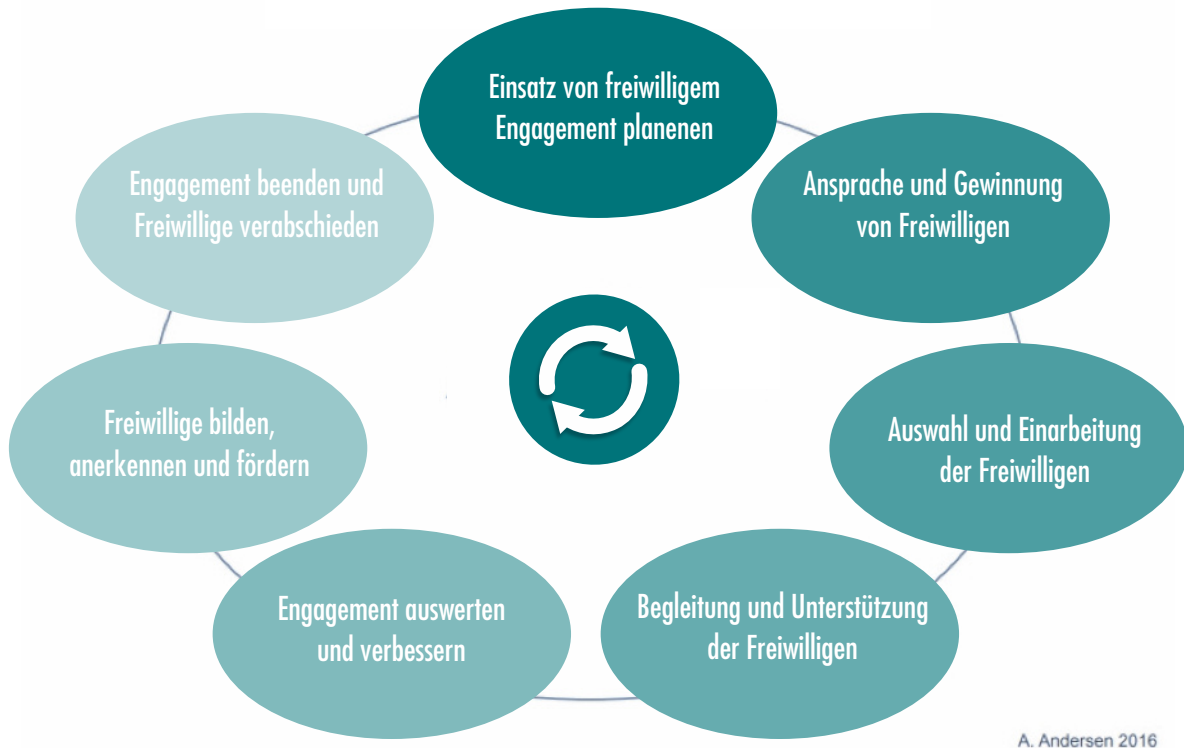 Einsatz von freiwilligem
Engagement planenen
Ansprache und Gewinnung
von Freiwilligen
Auswahl und Einarbeitung
der Freiwilligen
Begleitung und Unterstützung
der Freiwilligen
Engagement auswerten
und verbessern
Freiwillige bilden,
anerkennen und fördern
Engagement beenden und
Freiwillige verabschieden
A. Andersen 2016